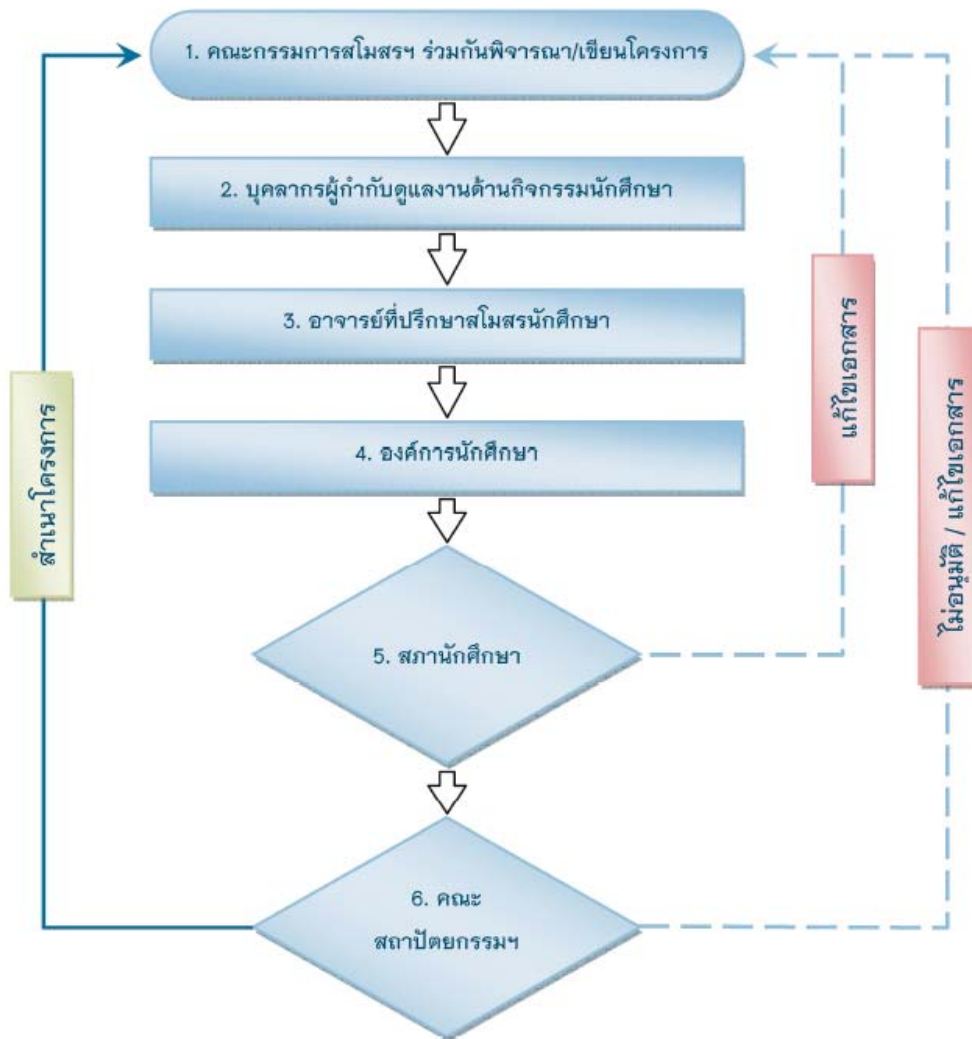 1. คณะกรรมการสโมสรฯ ร่วมกันพิจารณา/เขียนโครงการ
2. บุคลากรผู้กำกับดูแลงานด้านกิจกรรมนักศึกษา
3. อาจารย์ที่ปรึกษาสโมสรนักศึกษา
4. องค์การนักศึกษา
5. สภานักศึกษา
6. คณะ
สถาปัตยกรรมฯ
สำเนาโครงการ
แก้ไขเอกสาร
ไม่อนุมัติ / แก้ไขเอกสาร